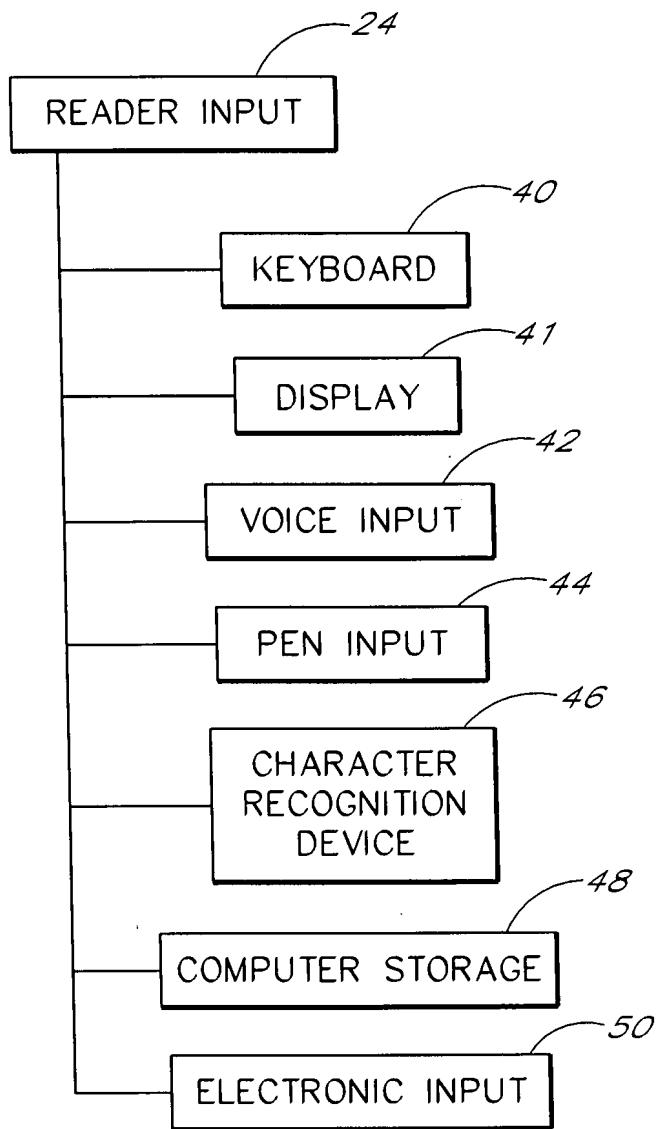 24
READER INPUT
40
KEYBOARD
41
DISPLAY
42
VOICE INPUT
44
PEN INPUT
46
CHARACTER
RECOGNITION
DEVICE
48
COMPUTER STORAGE
50
ELECTRONIC INPUT